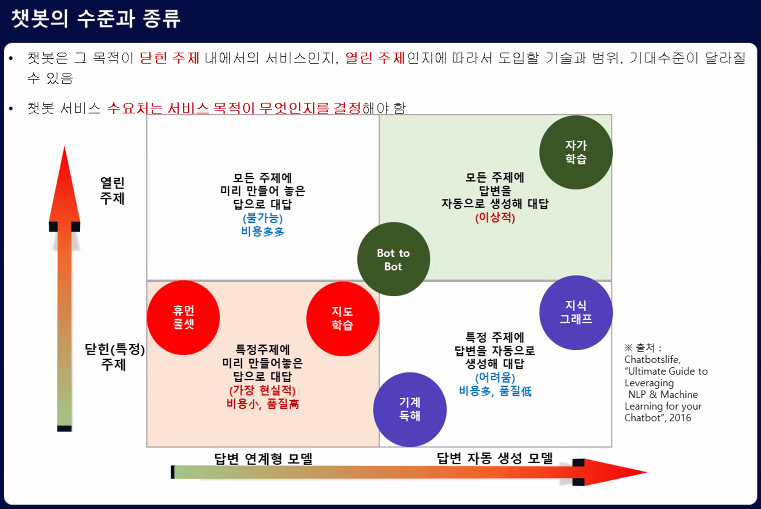 챗봇의 수준과 종류
• 챗봇은 그 목적이 닫힌 주제 내에서의 서비스인지, 열린 주제인지에 따라서 도입할 기술과 범위, 기대수준이 달라질
수 있음
• 챗봇 서비스 수요처는 서비스 목적이 무엇인지를 결정해야 함
열린
주제
모든 주제에
미리 만들어 놓은
답으로 대답
(불가능)
비용多多
모든 주제에
답변을
자동으로 생성해 대답
(이상적)
자가
학습
Bot to
Bot
닫힌(특정)
주제
휴먼
룰셋
지도
학습
특정주제에
미리 만들어놓은
답으로 대답
(가장 현실적)
비용小, 품질高
특정 주제에
답변을 자동으로
생성해 대답
(어려움)
비용多, 품질低
지식
그래프
기계
독해
※ 출처 :
Chatbotslife,
“Ultimate Guide to
Leveraging
NLP & Machine
Learning for your
Chatbot”, 2016
답변 연계형 모델
답변 자동 생성 모델